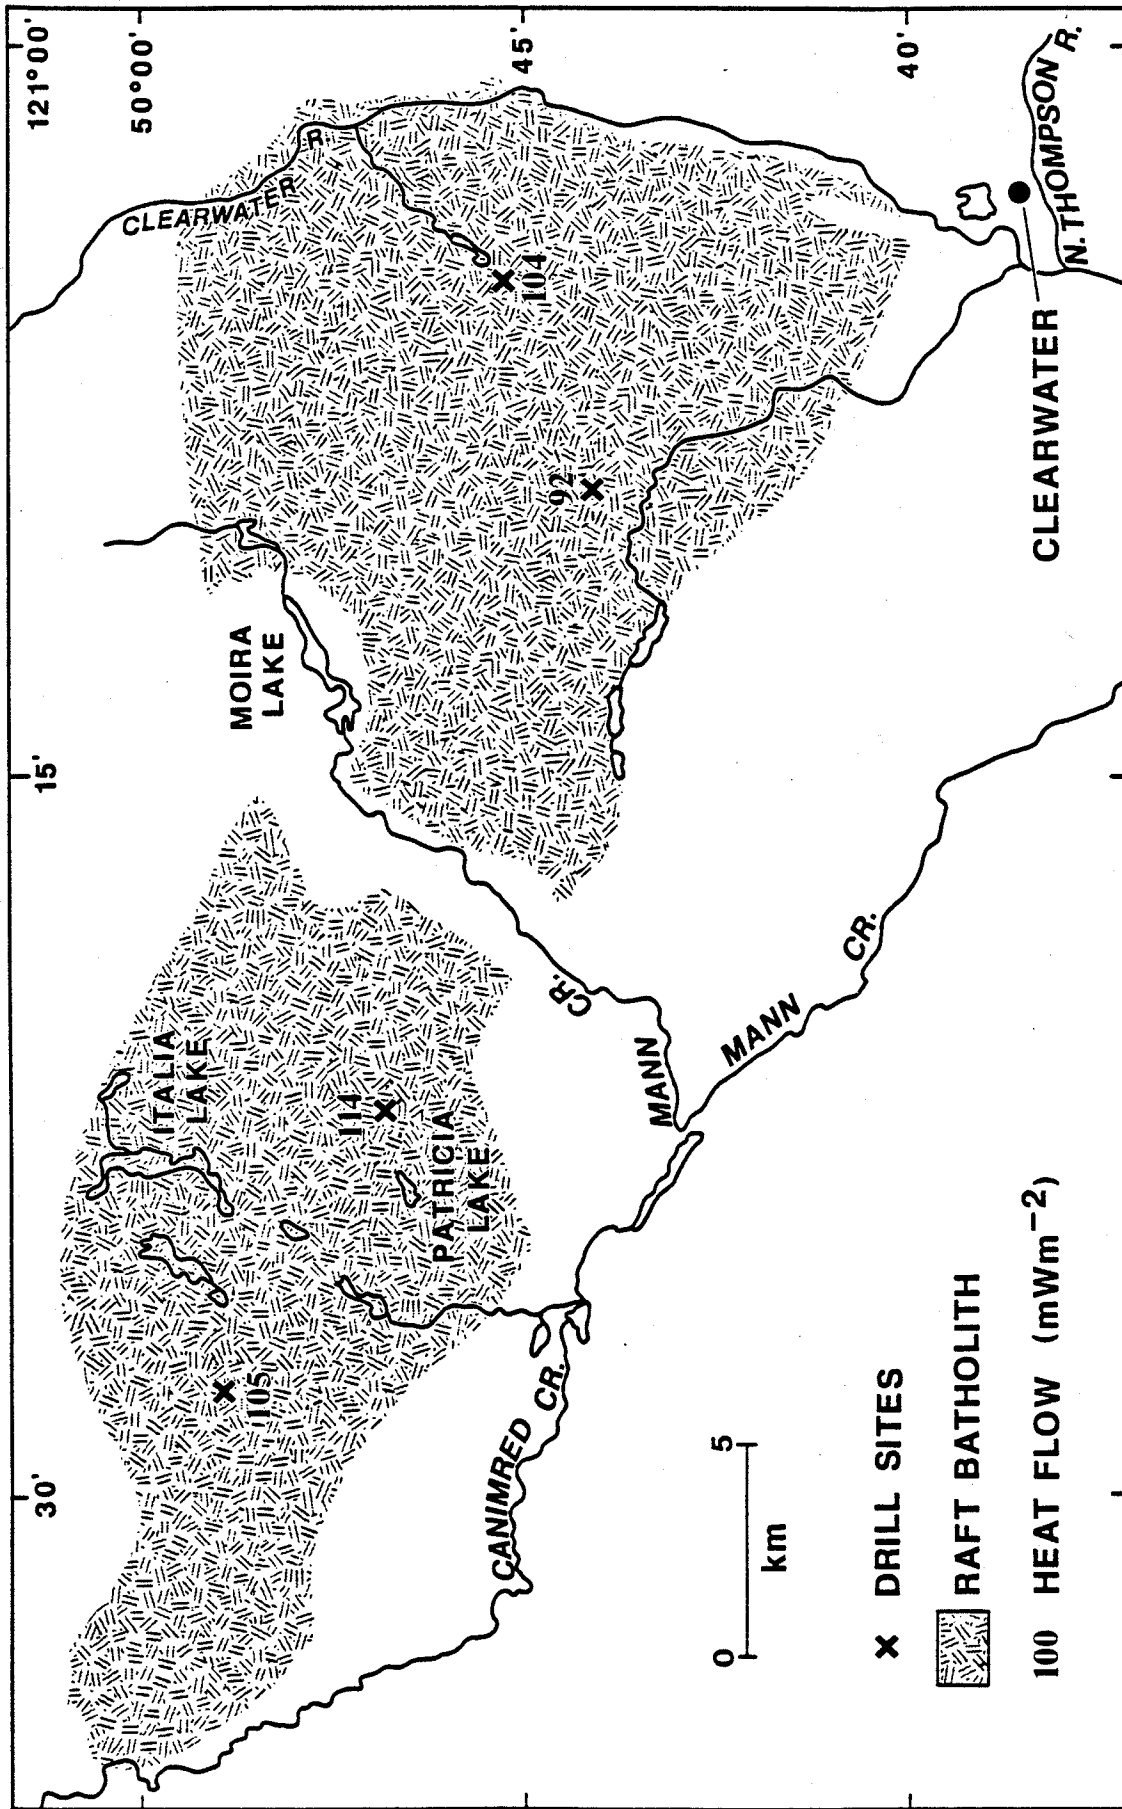 121°00'
50°00'
45'
40'
15'
30'
CLEARWATER
R.
N. THOMPSON R.
104
92
CLEARWATER
MOIRA
LAKE
ITALIA
LAKE
114
PATRICIA
LAKE
105
MANN
CR.
MANN
CR.
CANIMRED
CR.
0
5
km
× DRILL SITES
RAFT BATHOLITH
100 HEAT FLOW (mWm⁻²)